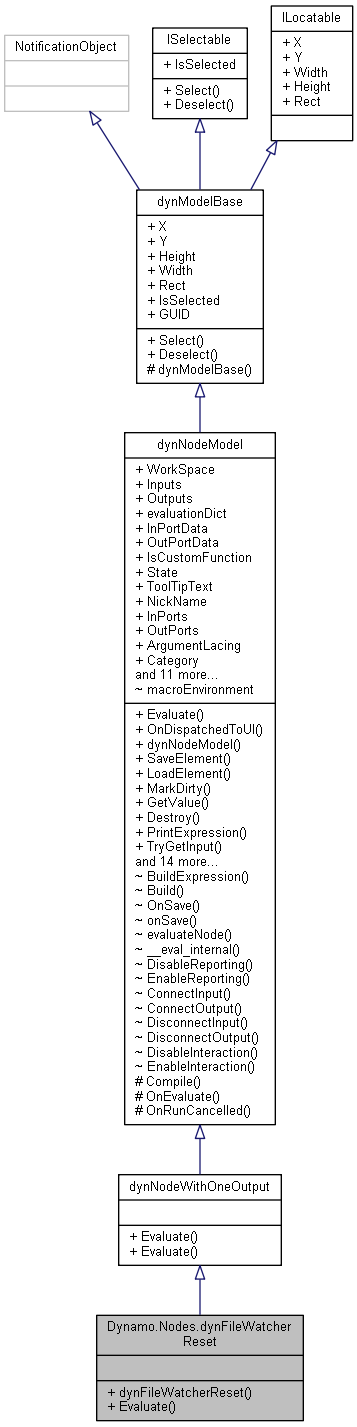 NotificationObject
ISelectable
+ IsSelected
+ Select()
+ Deselect()
ILocatable
+ X
+ Y
+ Width
+ Height
+ Rect
dynModelBase
+ X
+ Y
+ Height
+ Width
+ Rect
+ IsSelected
+ GUID
+ Select()
+ Deselect()
# dynModelBase()
dynNodeModel
+ WorkSpace
+ Inputs
+ Outputs
+ evaluationDict
+ InPortData
+ OutPortData
+ IsCustomFunction
+ State
+ ToolTipText
+ NickName
+ InPorts
+ OutPorts
+ ArgumentLacing
+ Category
and 11 more...
~ macroEnvironment
+ Evaluate()
+ OnDispatchedToUI()
+ dynNodeModel()
+ SaveElement()
+ LoadElement()
+ MarkDirty()
+ GetValue()
+ Destroy()
+ PrintExpression()
+ TryGetInput()
and 14 more...
~ BuildExpression()
~ Build()
~ OnSave()
~ onSave()
~ evaluateNode()
~ __eval_internal()
~ DisableReporting()
~ EnableReporting()
~ ConnectInput()
~ ConnectOutput()
~ DisconnectInput()
~ DisconnectOutput()
~ DisableInteraction()
~ EnableInteraction()
# Compile()
# OnEvaluate()
# OnRunCancelled()
dynNodeWithOneOutput
+ Evaluate()
+ Evaluate()
Dynamo.Nodes.dynFileWatcher
Reset
+ dynFileWatcherReset()
+ Evaluate()